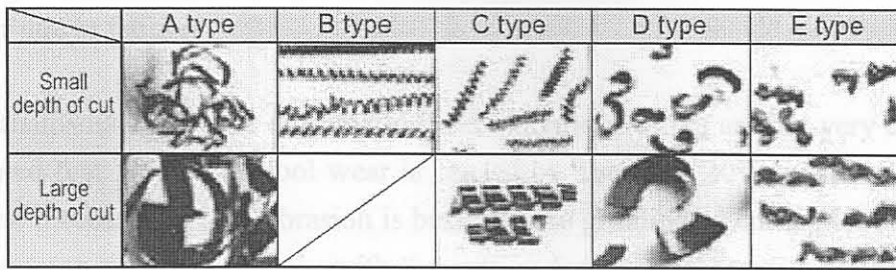 A type B type C type D type E type
Small
depth of cut
Large
depth of cut